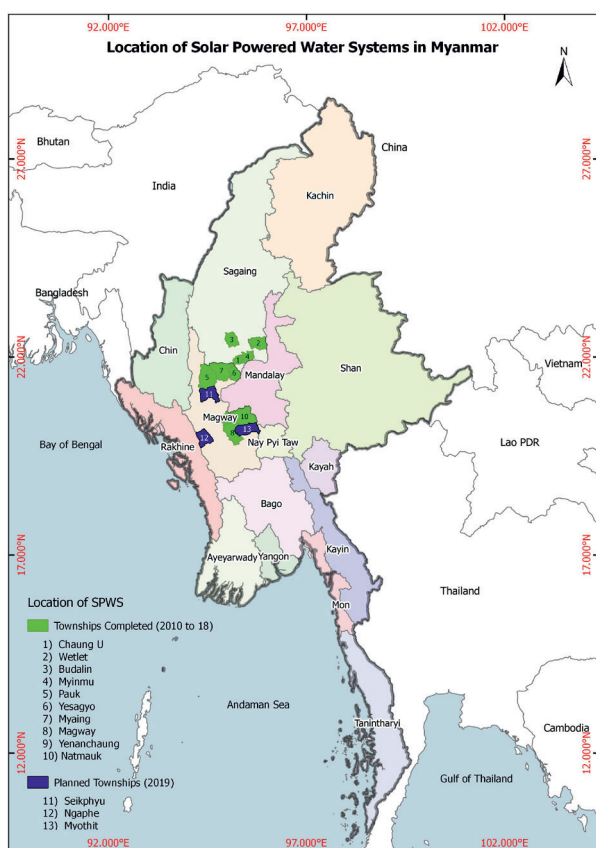 92.000°E 97.000°E 102.000°E
Location of Solar Powered Water Systems in Myanmar
N
27.000°N
27.000°N
Bhutan
China
India
Kachin
Sagaing
Bangladesh
22.000°N
22.000°N
Chin
3
2
4
1
Vietnam
5
7
6
Mandalay
Shan
11
Magway
10
Bay of Bengal
12
8
13
Rakhine
Nay Pyi Taw
Lao PDR
Kayah
Bago
17.000°N
17.000°N
Ayeyarwady
Yangon
Kayin
Thailand
Mon
Location of SPWS
Townships Completed (2010 to 18)
1) Chaung U
2) Wetlet
3) Budalin
4) Myinmu
5) Pauk
6) Yesagyo
7) Myaing
8) Magway
9) Yenanchaung
10) Natmauk
Planned Townships (2019)
11) Seikphyu
12) Ngaphe
13) Myothit
Andaman Sea
Tanintharyi
Cambodia
12.000°N
12.000°N
Gulf of Thailand
92.000°E 97.000°E 102.000°E